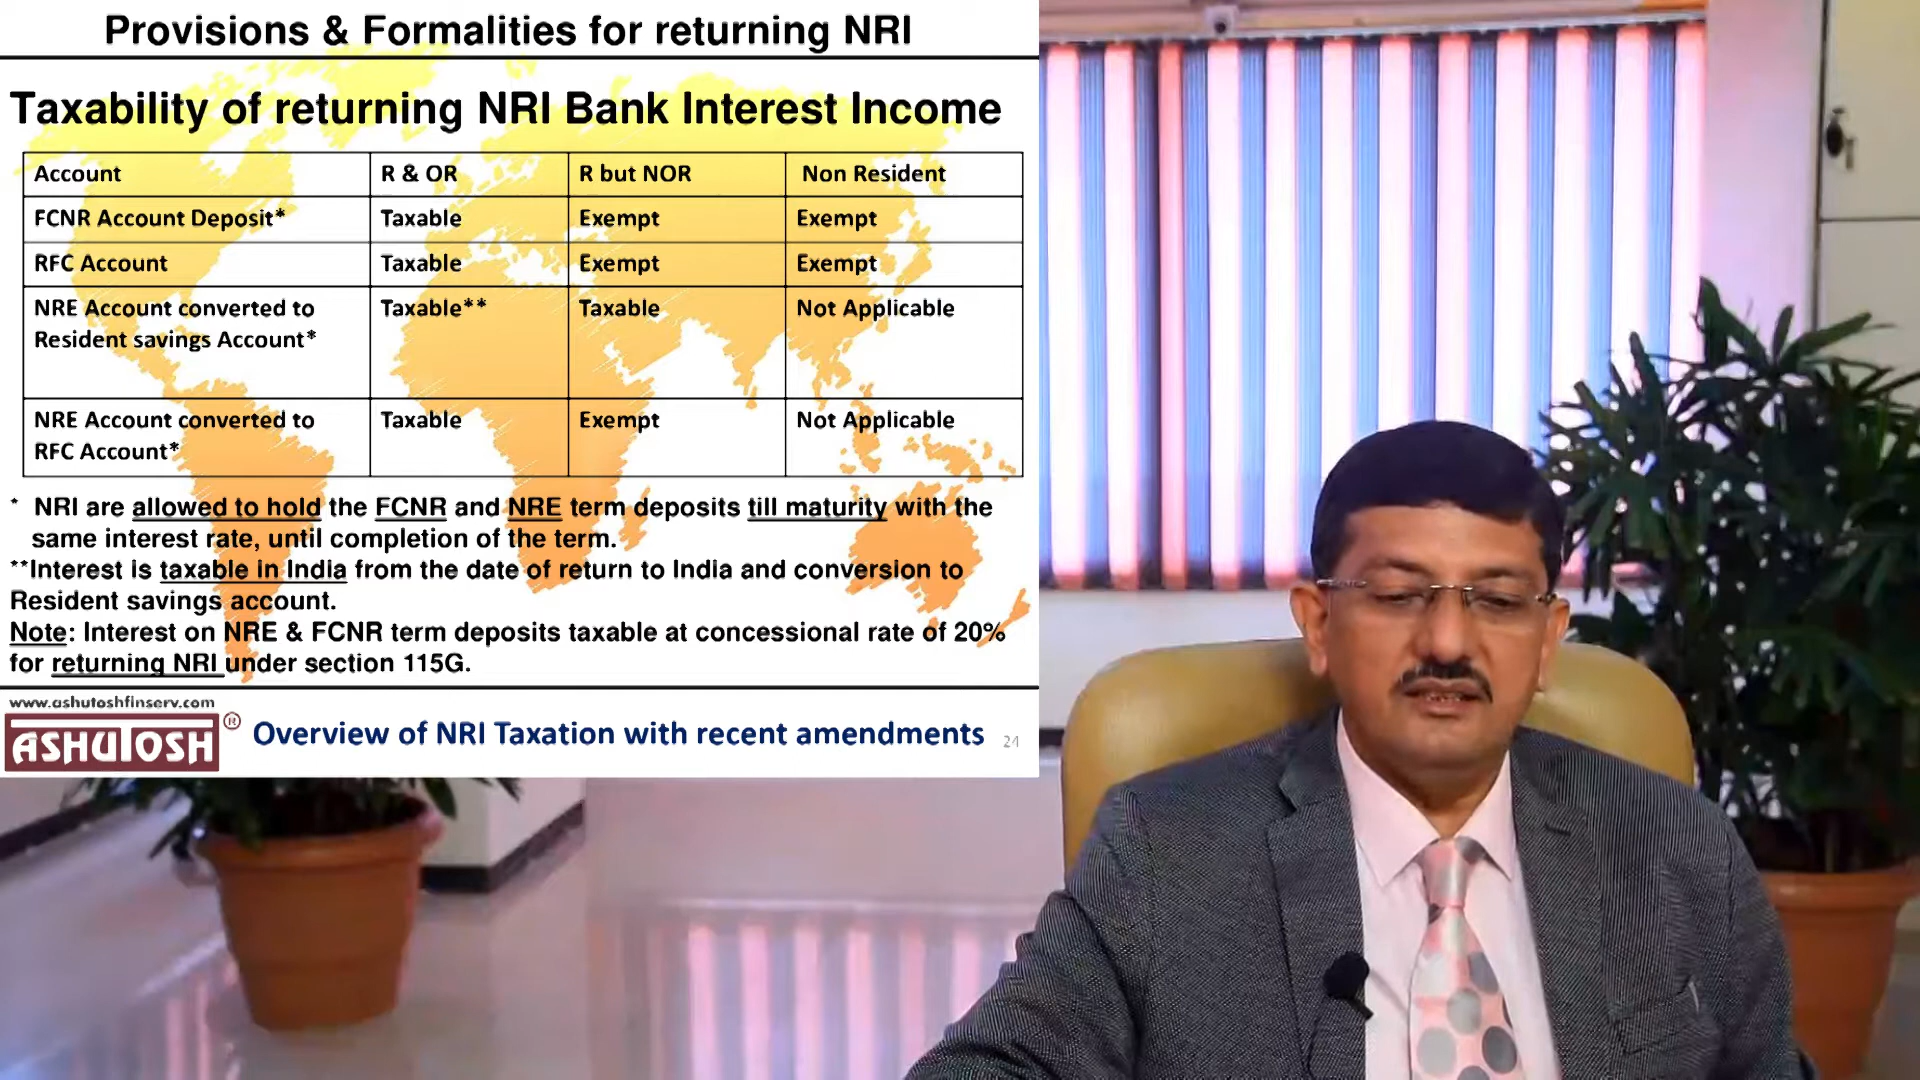 Provisions & Formalities for returning NRI
Taxability of returning NRI Bank Interest Income
Account R & OR R but NOR Non Resident
FCNR Account Deposit* Taxable Exempt Exempt
RFC Account Taxable Exempt Exempt
NRE Account converted to Taxable** Taxable Not Applicable
Resident savings Account*
NRE Account converted to Taxable Exempt Not Applicable
RFC Account*
* NRI are allowed to hold the FCNR and NRE term deposits till maturity with the
same interest rate, until completion of the term.
**Interest is taxable in India from the date of return to India and conversion to
Resident savings account.
Note: Interest on NRE & FCNR term deposits taxable at concessional rate of 20%
for returning NRI under section 115G.
www.ashutoshfinserv.com
ASHUTOSH ® Overview of NRI Taxation with recent amendments 24